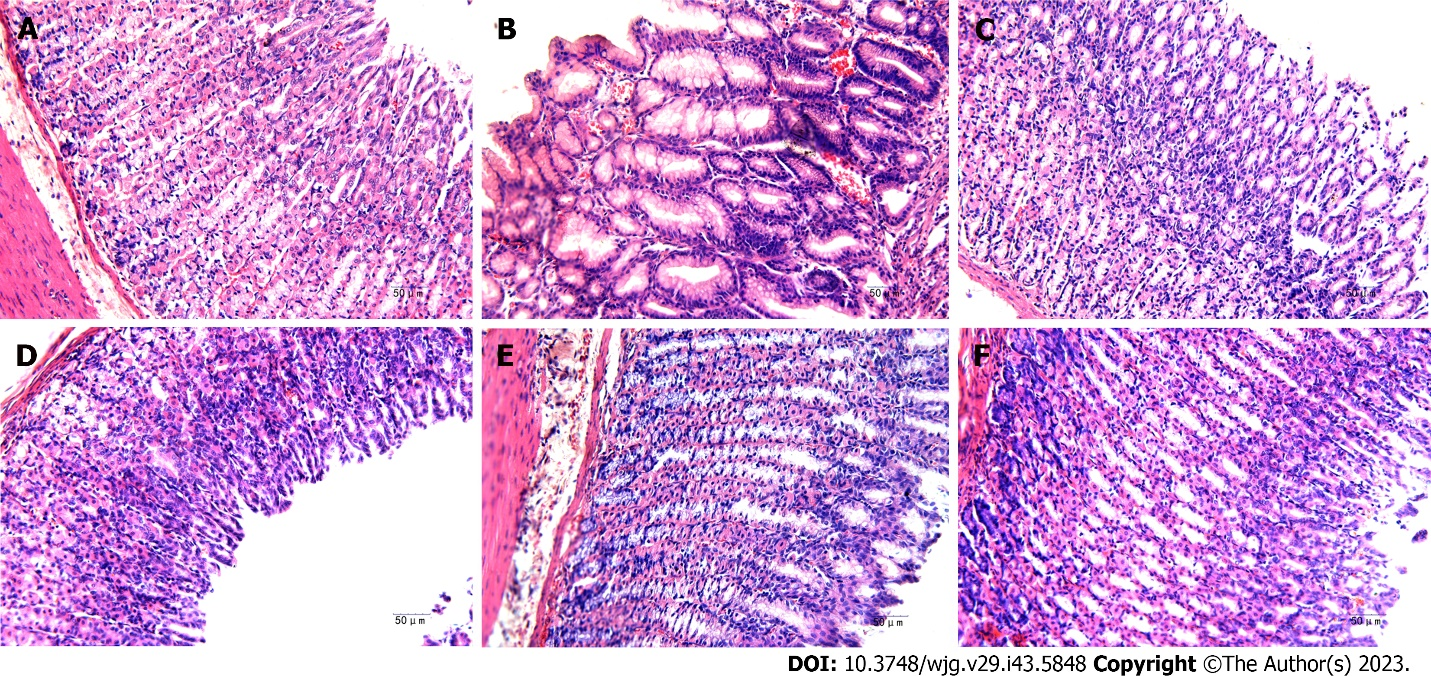 A
B
C
50 μm
50 μm
50 μm
D
E
F
50 μm
50 μm
50 μm
DOI: 10.3748/wjg.v29.i43.5848 Copyright ©The Author(s) 2023.